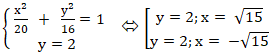 { x²/20 + y²/16 = 1
y = 2 ⇔ [ y = 2; x = √15
y = 2; x = −√15